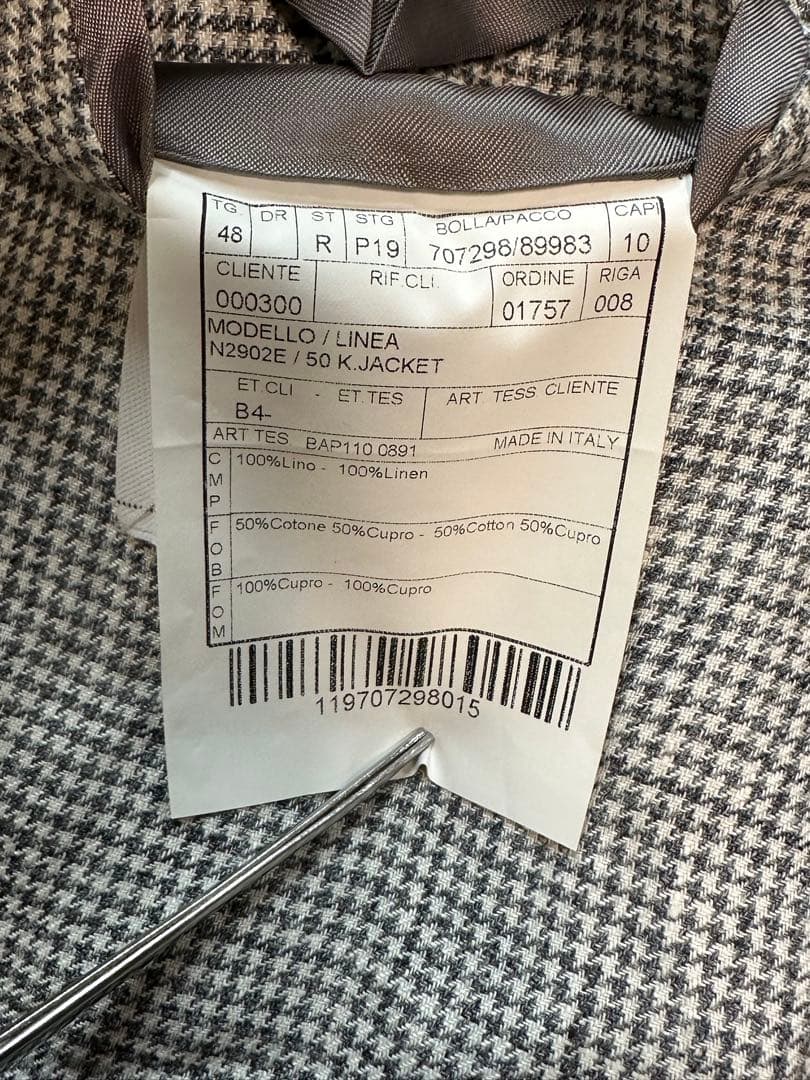 TG. DR ST STG BOLLA/PACCO CAPI
48 R P19 707298/89983 10
CLIENTE RIF.CLI. ORDINE RIGA
000300 01757 008
MODELLO / LINEA
N2902E / 50 K.JACKET
ET.CLI - ET.TES ART TESS CLIENTE
B4-
ART TES BAP110 0891 MADE IN ITALY
CMP 100%Lino - 100%Linen
FOB 50%Cotone 50%Cupro - 50%Cotton 50%Cupro
FOM 100%Cupro - 100%Cupro
119707298015